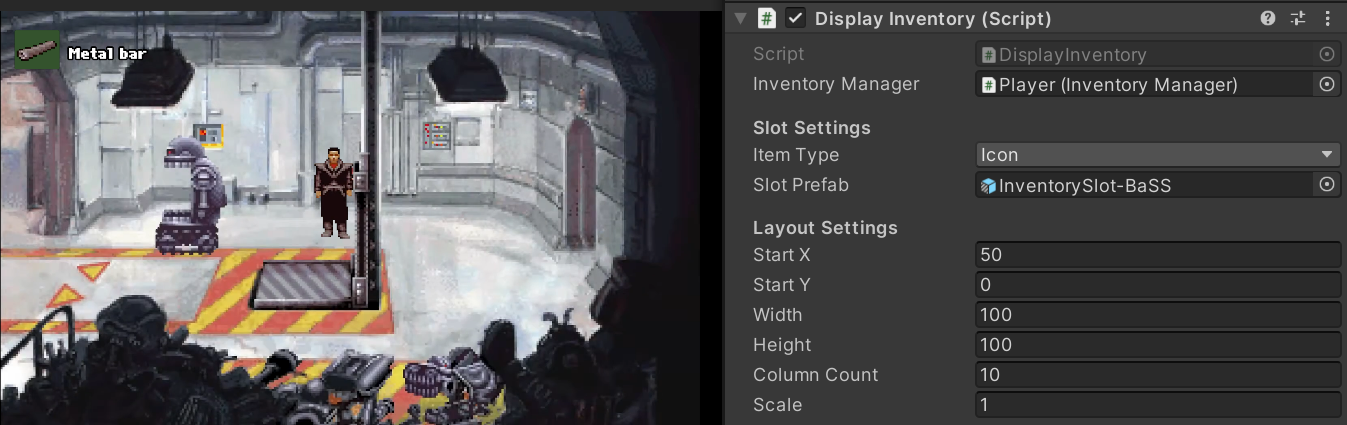 Metal bar
Display Inventory (Script)
Script
DisplayInventory
Inventory Manager
Player (Inventory Manager)
Slot Settings
Item Type
Icon
Slot Prefab
InventorySlot-BaSS
Layout Settings
Start X
50
Start Y
0
Width
100
Height
100
Column Count
10
Scale
1